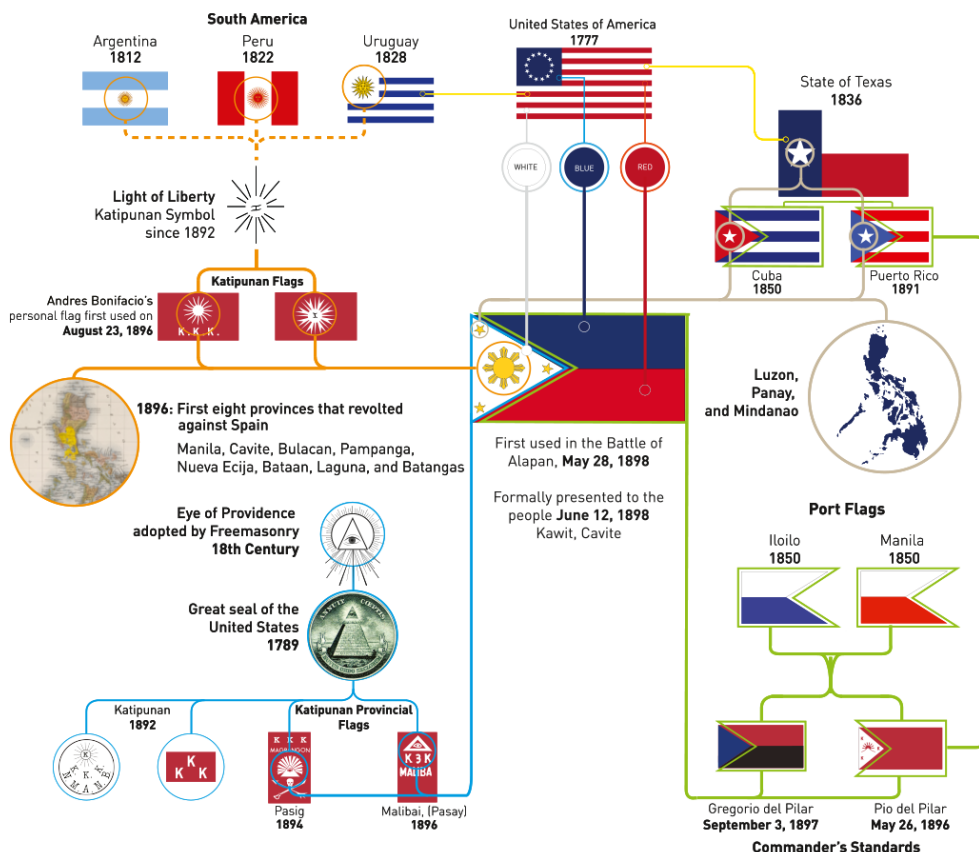 South America
Argentina
1812
Peru
1822
Uruguay
1828
United States of America
1777
State of Texas
1836
WHITE
BLUE
RED
Light of Liberty
Katipunan Symbol
since 1892
Cuba
1850
Puerto Rico
1891
Katipunan Flags
Andres Bonifacio's
personal flag first used on
August 23, 1896
K.K.K.
Luzon,
Panay,
and Mindanao
1896: First eight provinces that revolted
against Spain
Manila, Cavite, Bulacan, Pampanga,
Nueva Ecija, Bataan, Laguna, and Batangas
First used in the Battle of
Alapan, May 28, 1898
Formally presented to the
people June 12, 1898
Kawit, Cavite
Eye of Providence
adopted by Freemasonry
18th Century
Great seal of the
United States
1789
ANNUIT COEPTIS
Port Flags
Iloilo
1850
Manila
1850
Katipunan
1892
Katipunan Provincial
Flags
K
K K
K K K
K 3 K
MALIBA
Pasig
1894
Malibai, (Pasay)
1896
Gregorio del Pilar
September 3, 1897
Pio del Pilar
May 26, 1896
Commander's Standards